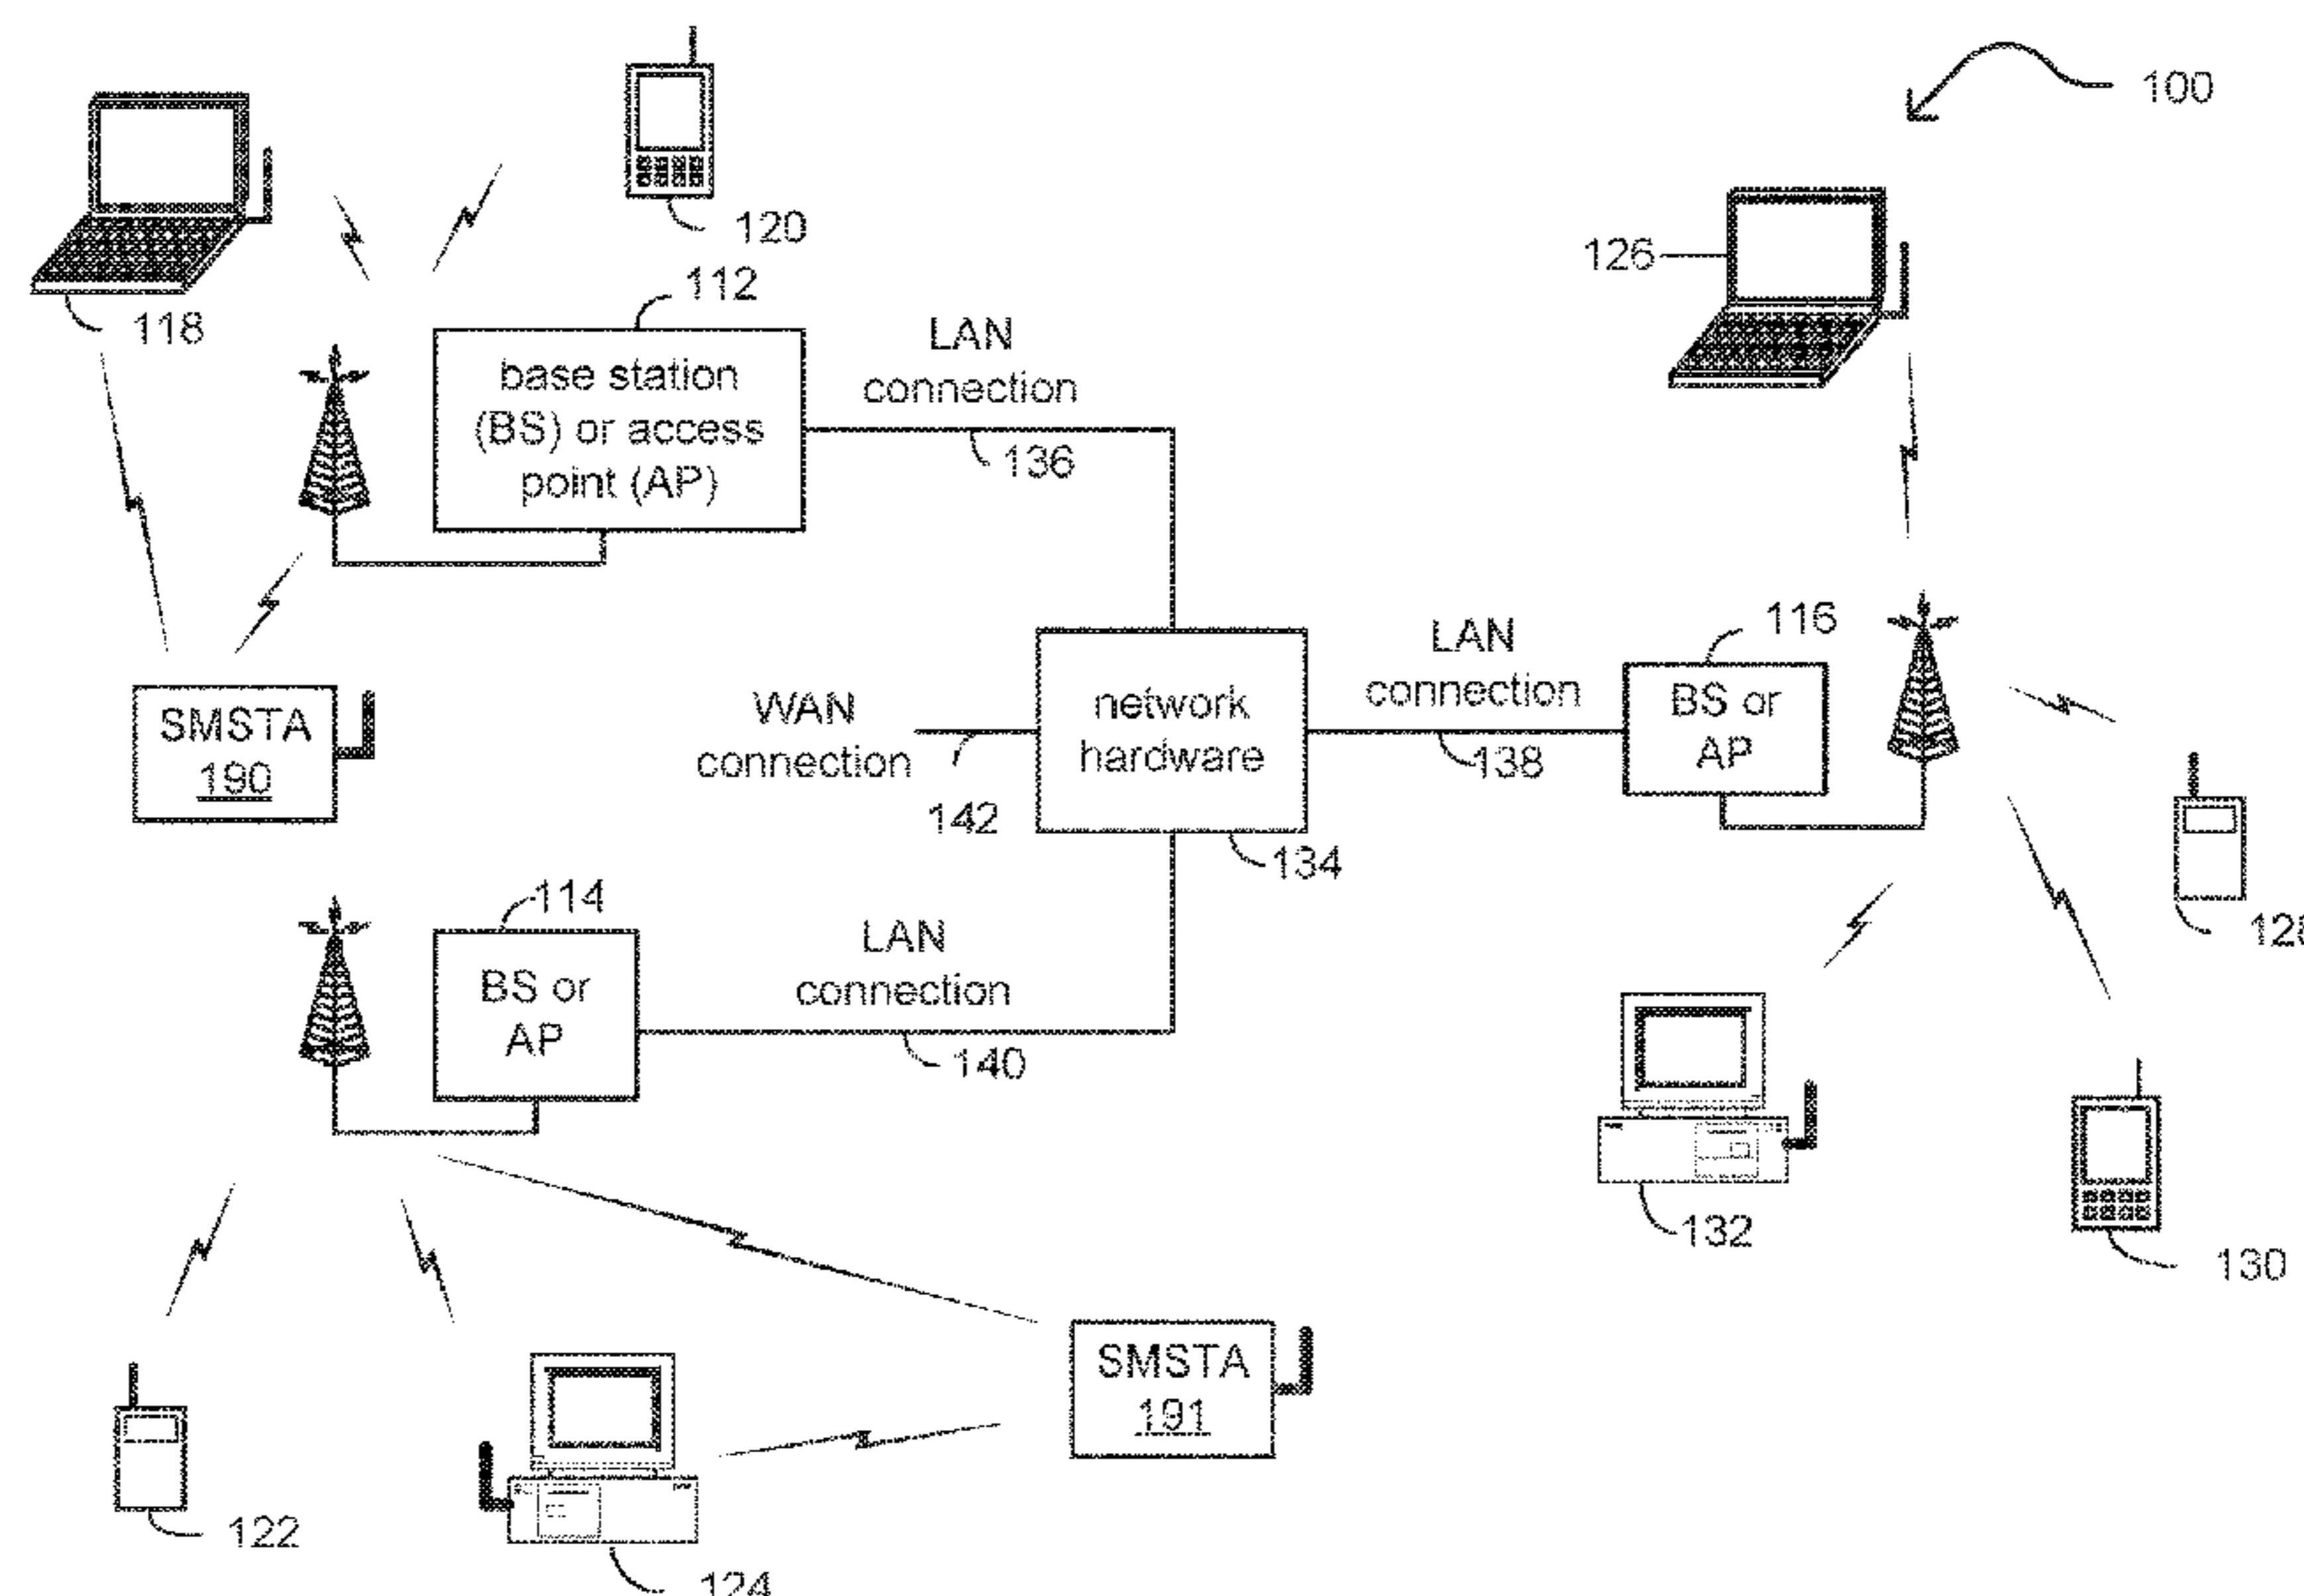 100
120
118
112
126
base station
(BS) or access
point (AP)
LAN
connection
136
SMSTA
190
WAN
connection
142
network
hardware
134
LAN
connection
138
116
BS or
AP
128
114
BS or
AP
LAN
connection
140
132
130
SMSTA
191
122
124